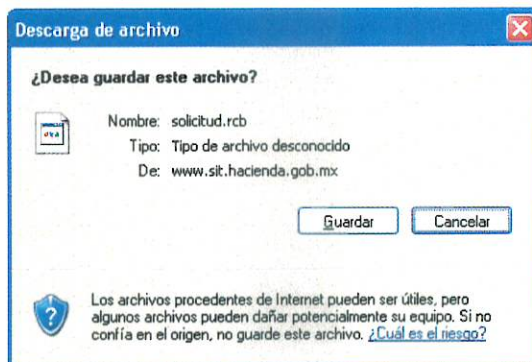 Descarga de archivo
¿Desea guardar este archivo?
Nombre: solicitud.rcb
Tipo: Tipo de archivo desconocido
De: www.sit.hacienda.gob.mx
Guardar Cancelar
Los archivos procedentes de Internet pueden ser útiles, pero
algunos archivos pueden dañar potencialmente su equipo. Si no
confía en el origen, no guarde este archivo. ¿Cuál es el riesgo?